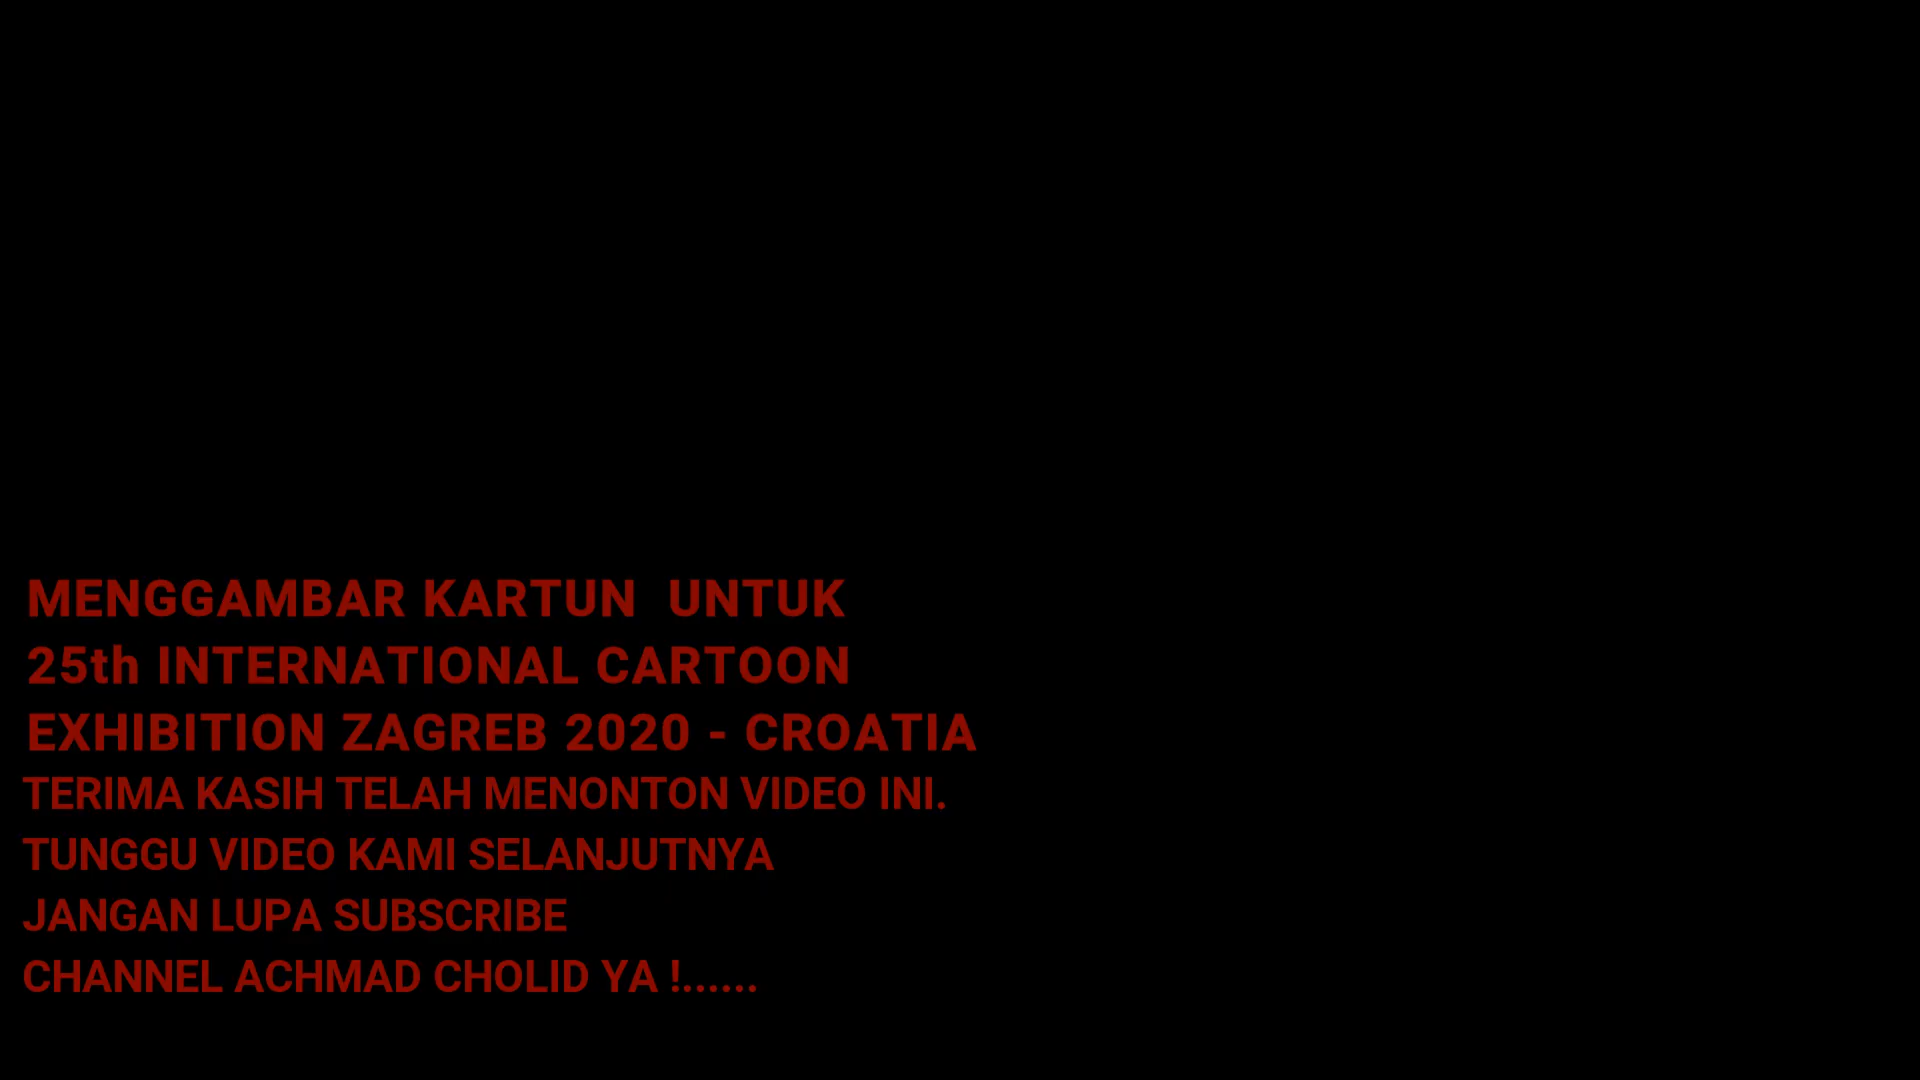 MENGGAMBAR KARTUN  UNTUK
25th INTERNATIONAL CARTOON
EXHIBITION ZAGREB 2020 - CROATIA
TERIMA KASIH TELAH MENONTON VIDEO INI.
TUNGGU VIDEO KAMI SELANJUTNYA
JANGAN LUPA SUBSCRIBE
CHANNEL ACHMAD CHOLID YA !......